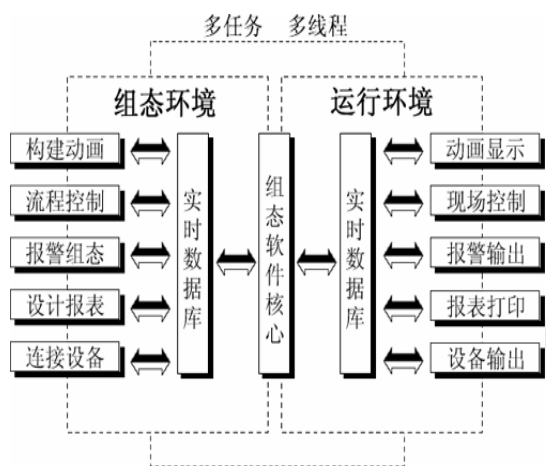 多任务 多线程
组态环境
运行环境
构建动画
流程控制
报警组态
设计报表
连接设备
实时数据库
组态软件核心
实时数据库
动画显示
现场控制
报警输出
报表打印
设备输出